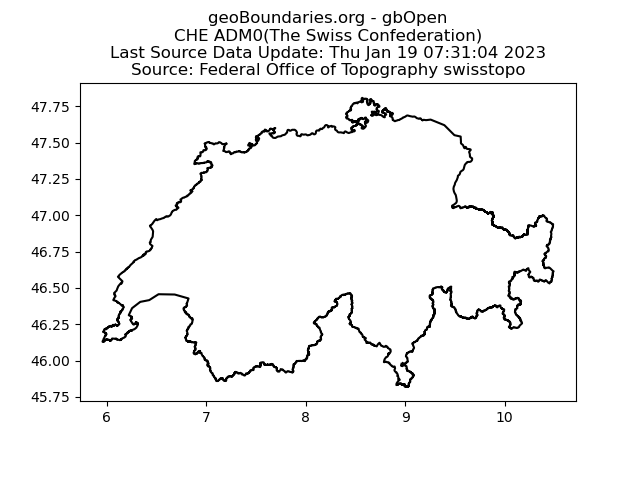 geoBoundaries.org - gbOpen
CHE ADM0(The Swiss Confederation)
Last Source Data Update: Thu Jan 19 07:31:04 2023
Source: Federal Office of Topography swisstopo
47.75
47.50
47.25
47.00
46.75
46.50
46.25
46.00
45.75
6 7 8 9 10